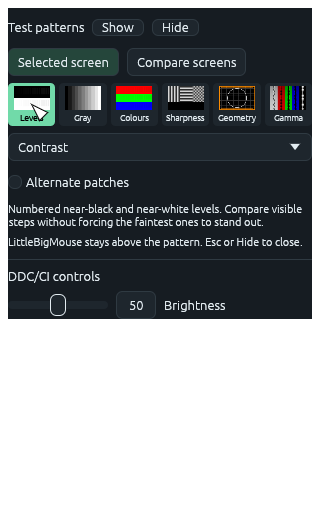 Test patterns Show Hide
Selected screen Compare screens
Levels Gray Colours Sharpness Geometry Gamma
Contrast
Alternate patches
Numbered near-black and near-white levels. Compare visible
steps without forcing the faintest ones to stand out.
LittleBigMouse stays above the pattern. Esc or Hide to close.
DDC/CI controls
50 Brightness